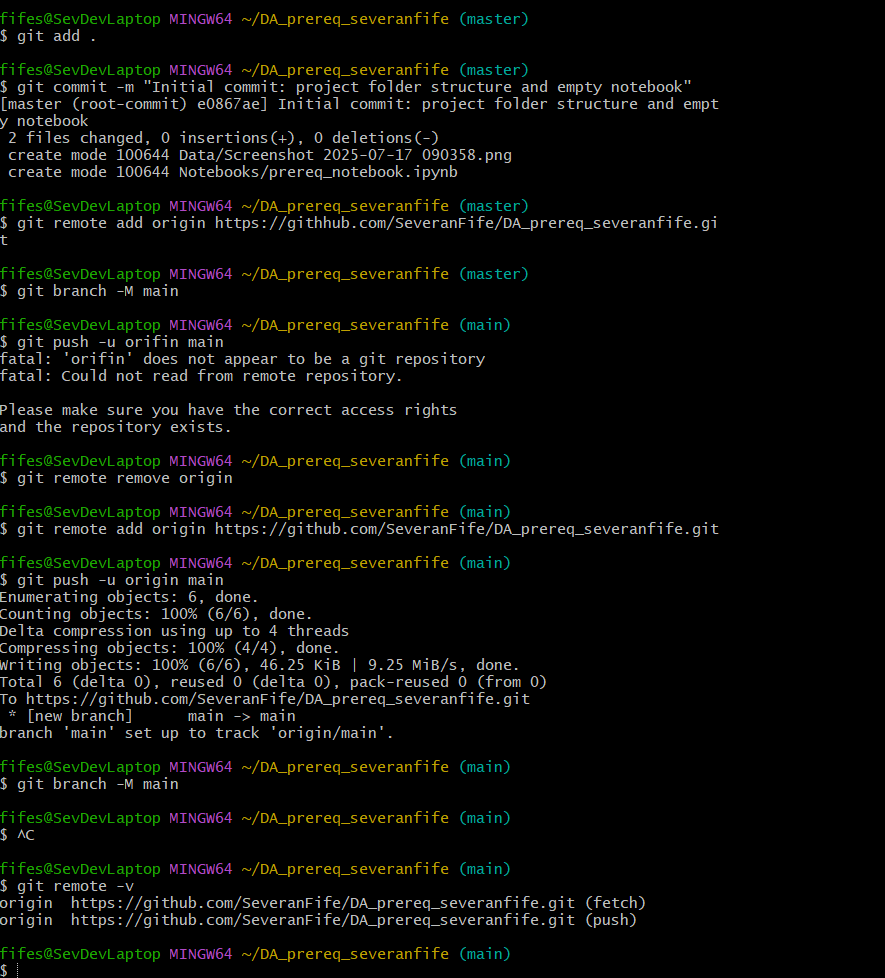 fifes@SevDevLaptop MINGW64 ~/DA_prereq_severanfife (master)
$ git add .
fifes@SevDevLaptop MINGW64 ~/DA_prereq_severanfife (master)
$ git commit -m "Initial commit: project folder structure and empty notebook"
[master (root-commit) e0867ae] Initial commit: project folder structure and empt
y notebook
 2 files changed, 0 insertions(+), 0 deletions(-)
 create mode 100644 Data/Screenshot 2025-07-17 090358.png
 create mode 100644 Notebooks/prereq_notebook.ipynb
fifes@SevDevLaptop MINGW64 ~/DA_prereq_severanfife (master)
$ git remote add origin https://githhub.com/SeveranFife/DA_prereq_severanfife.gi
t
fifes@SevDevLaptop MINGW64 ~/DA_prereq_severanfife (master)
$ git branch -M main
fifes@SevDevLaptop MINGW64 ~/DA_prereq_severanfife (main)
$ git push -u orifin main
fatal: 'orifin' does not appear to be a git repository
fatal: Could not read from remote repository.
Please make sure you have the correct access rights
and the repository exists.
fifes@SevDevLaptop MINGW64 ~/DA_prereq_severanfife (main)
$ git remote remove origin
fifes@SevDevLaptop MINGW64 ~/DA_prereq_severanfife (main)
$ git remote add origin https://github.com/SeveranFife/DA_prereq_severanfife.git
fifes@SevDevLaptop MINGW64 ~/DA_prereq_severanfife (main)
$ git push -u origin main
Enumerating objects: 6, done.
Counting objects: 100% (6/6), done.
Delta compression using up to 4 threads
Compressing objects: 100% (4/4), done.
Writing objects: 100% (6/6), 46.25 KiB | 9.25 MiB/s, done.
Total 6 (delta 0), reused 0 (delta 0), pack-reused 0 (from 0)
To https://github.com/SeveranFife/DA_prereq_severanfife.git
 * [new branch]      main -> main
branch 'main' set up to track 'origin/main'.
fifes@SevDevLaptop MINGW64 ~/DA_prereq_severanfife (main)
$ git branch -M main
fifes@SevDevLaptop MINGW64 ~/DA_prereq_severanfife (main)
$ ^C
fifes@SevDevLaptop MINGW64 ~/DA_prereq_severanfife (main)
$ git remote -v
origin  https://github.com/SeveranFife/DA_prereq_severanfife.git (fetch)
origin  https://github.com/SeveranFife/DA_prereq_severanfife.git (push)
fifes@SevDevLaptop MINGW64 ~/DA_prereq_severanfife (main)
$